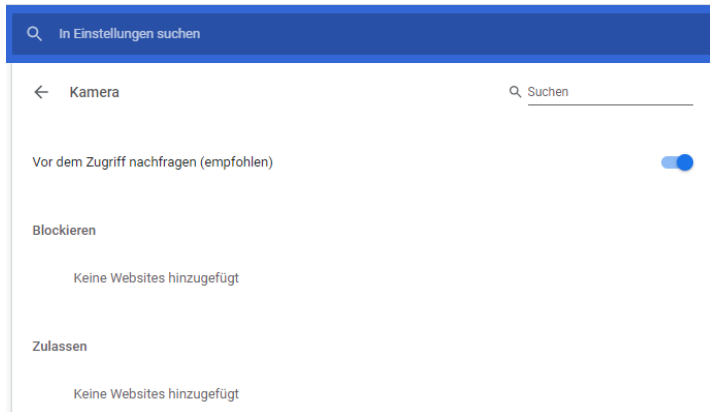 In Einstellungen suchen
Kamera
Suchen
Vor dem Zugriff nachfragen (empfohlen)
Blockieren
Keine Websites hinzugefügt
Zulassen
Keine Websites hinzugefügt